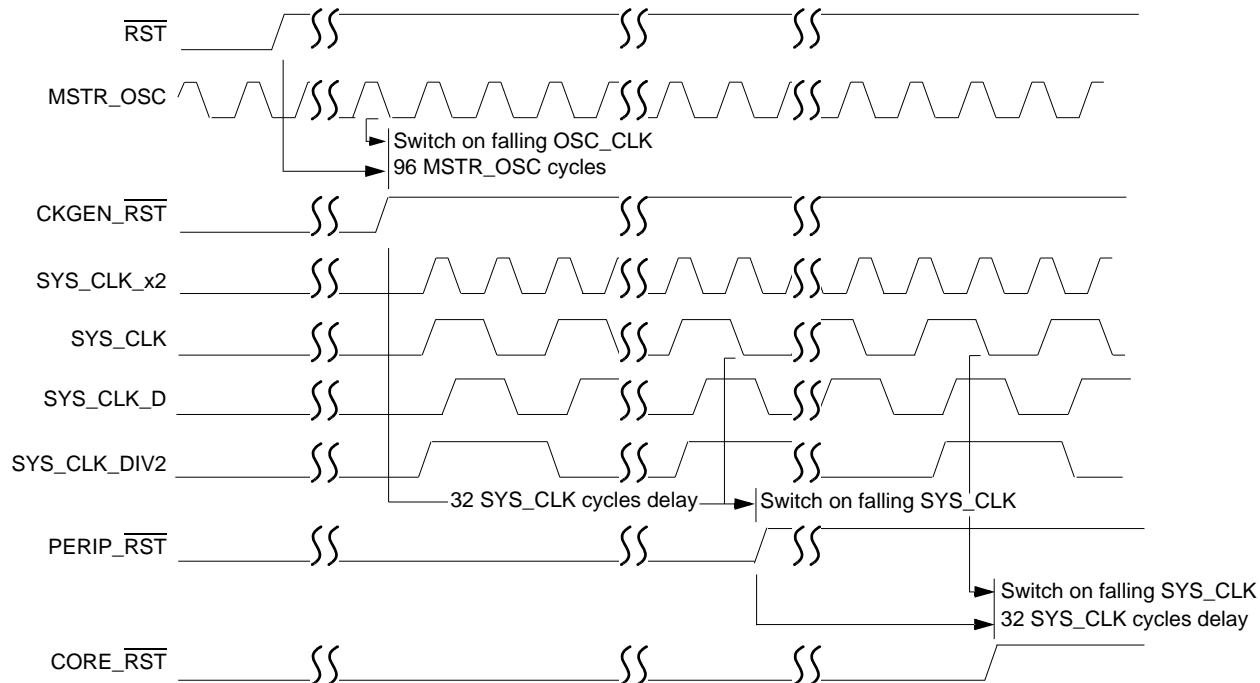 RST
MSTR_OSC
Switch on falling OSC_CLK
96 MSTR_OSC cycles
CKGEN_RST
SYS_CLK_x2
SYS_CLK
SYS_CLK_D
SYS_CLK_DIV2
32 SYS_CLK cycles delay
Switch on falling SYS_CLK
PERIP_RST
Switch on falling SYS_CLK
32 SYS_CLK cycles delay
CORE_RST